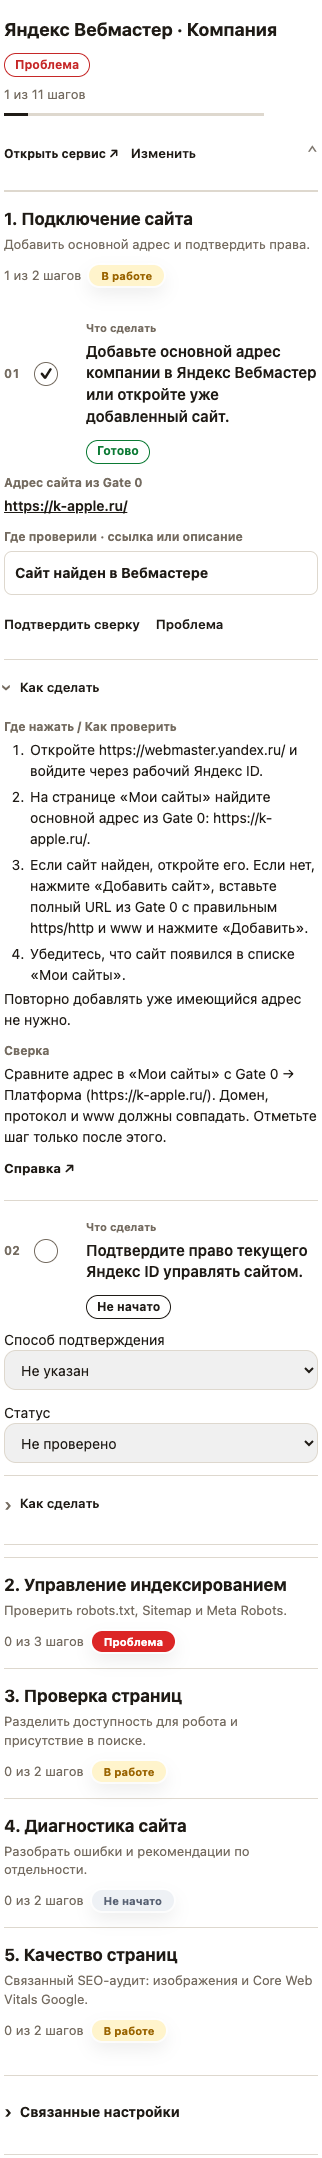 Яндекс Вебмастер · Компания
Проблема
1 из 11 шагов
Открыть сервис ↗ Изменить
1. Подключение сайта
Добавить основной адрес и подтвердить права.
1 из 2 шагов В работе
Что сделать
01
Добавьте основной адрес
компании в Яндекс Вебмастер
или откройте уже
добавленный сайт.
Готово
Адрес сайта из Gate 0
https://k-apple.ru/
Где проверили · ссылка или описание
Сайт найден в Вебмастере
Подтвердить сверку Проблема
Как сделать
Где нажать / Как проверить
1. Откройте https://webmaster.yandex.ru/ и
войдите через рабочий Яндекс ID.
2. На странице «Мои сайты» найдите
основной адрес из Gate 0: https://k-
apple.ru/.
3. Если сайт найден, откройте его. Если нет,
нажмите «Добавить сайт», вставьте
полный URL из Gate 0 с правильным
https/http и www и нажмите «Добавить».
4. Убедитесь, что сайт появился в списке
«Мои сайты».
Повторно добавлять уже имеющийся адрес
не нужно.
Сверка
Сравните адрес в «Мои сайты» с Gate 0 →
Платформа (https://k-apple.ru/). Домен,
протокол и www должны совпадать. Отметьте
шаг только после этого.
Справка ↗
Что сделать
02
Подтвердите право текущего
Яндекс ID управлять сайтом.
Не начато
Способ подтверждения
Не указан
Статус
Не проверено
Как сделать
2. Управление индексированием
Проверить robots.txt, Sitemap и Meta Robots.
0 из 3 шагов Проблема
3. Проверка страниц
Разделить доступность для робота и
присутствие в поиске.
0 из 2 шагов В работе
4. Диагностика сайта
Разобрать ошибки и рекомендации по
отдельности.
0 из 2 шагов Не начато
5. Качество страниц
Связанный SEO-аудит: изображения и Core Web
Vitals Google.
0 из 2 шагов В работе
Связанные настройки